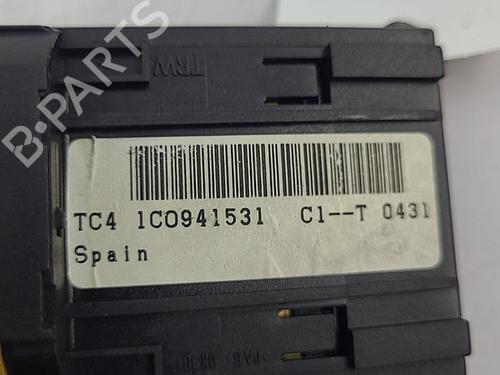 TRW
B-PARTS
TC4 1C0941531 C1--T 0431
Spain